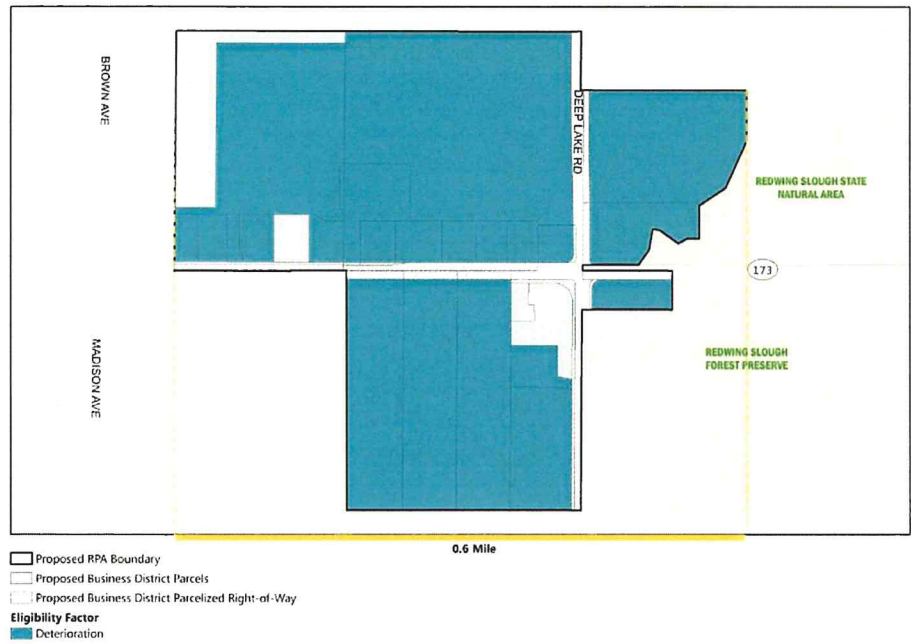 BROWN AVE
DEEP LAKE RD
REDWING SLOUGH STATE
NATURAL AREA
173
MADISON AVE
REDWING SLOUGH
FOREST PRESERVE
0.6 Mile
Proposed RPA Boundary
Proposed Business District Parcels
Proposed Business District Parcelized Right-of-Way
Eligibility Factor
Deterioration